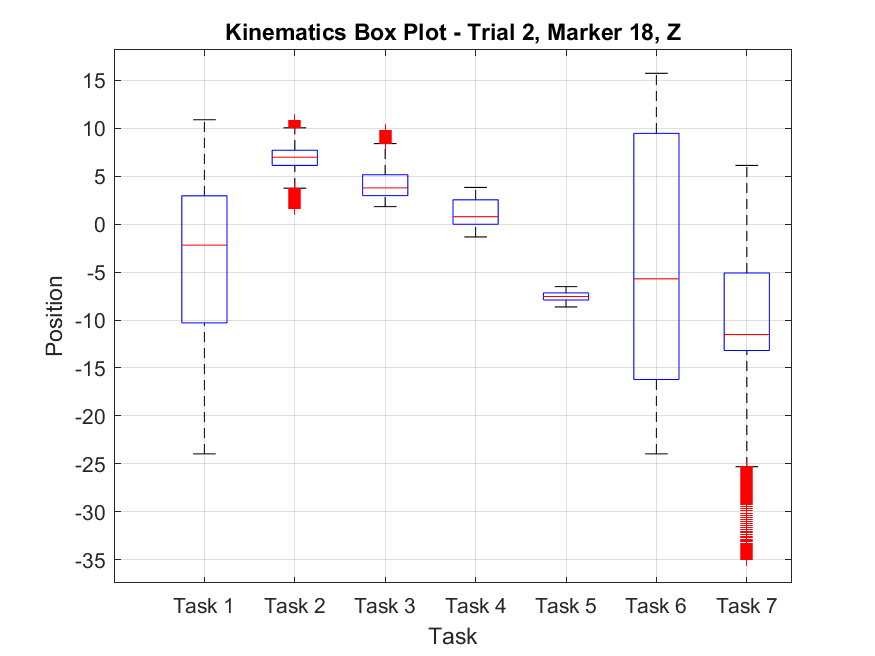 Kinematics Box Plot - Trial 2, Marker 18, Z
Position
15
10
5
0
-5
-10
-15
-20
-25
-30
-35
Task 1 Task 2 Task 3 Task 4 Task 5 Task 6 Task 7
Task